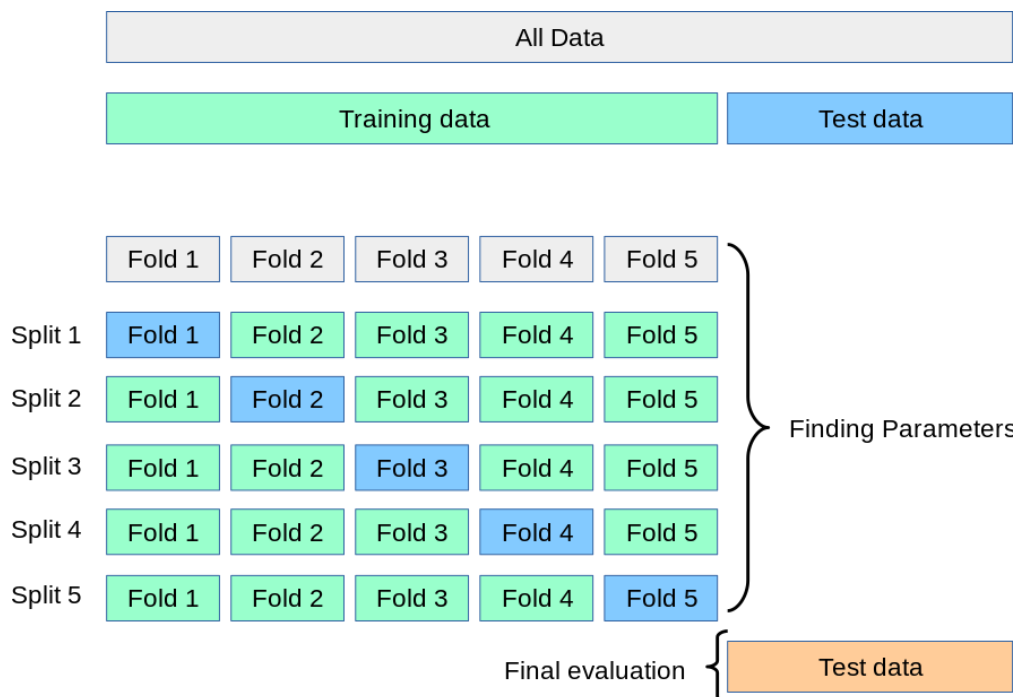 All Data
Training data Test data
Fold 1 Fold 2 Fold 3 Fold 4 Fold 5
Split 1 Fold 1 Fold 2 Fold 3 Fold 4 Fold 5
Split 2 Fold 1 Fold 2 Fold 3 Fold 4 Fold 5
Finding Parameters
Split 3 Fold 1 Fold 2 Fold 3 Fold 4 Fold 5
Split 4 Fold 1 Fold 2 Fold 3 Fold 4 Fold 5
Split 5 Fold 1 Fold 2 Fold 3 Fold 4 Fold 5
Final evaluation Test data